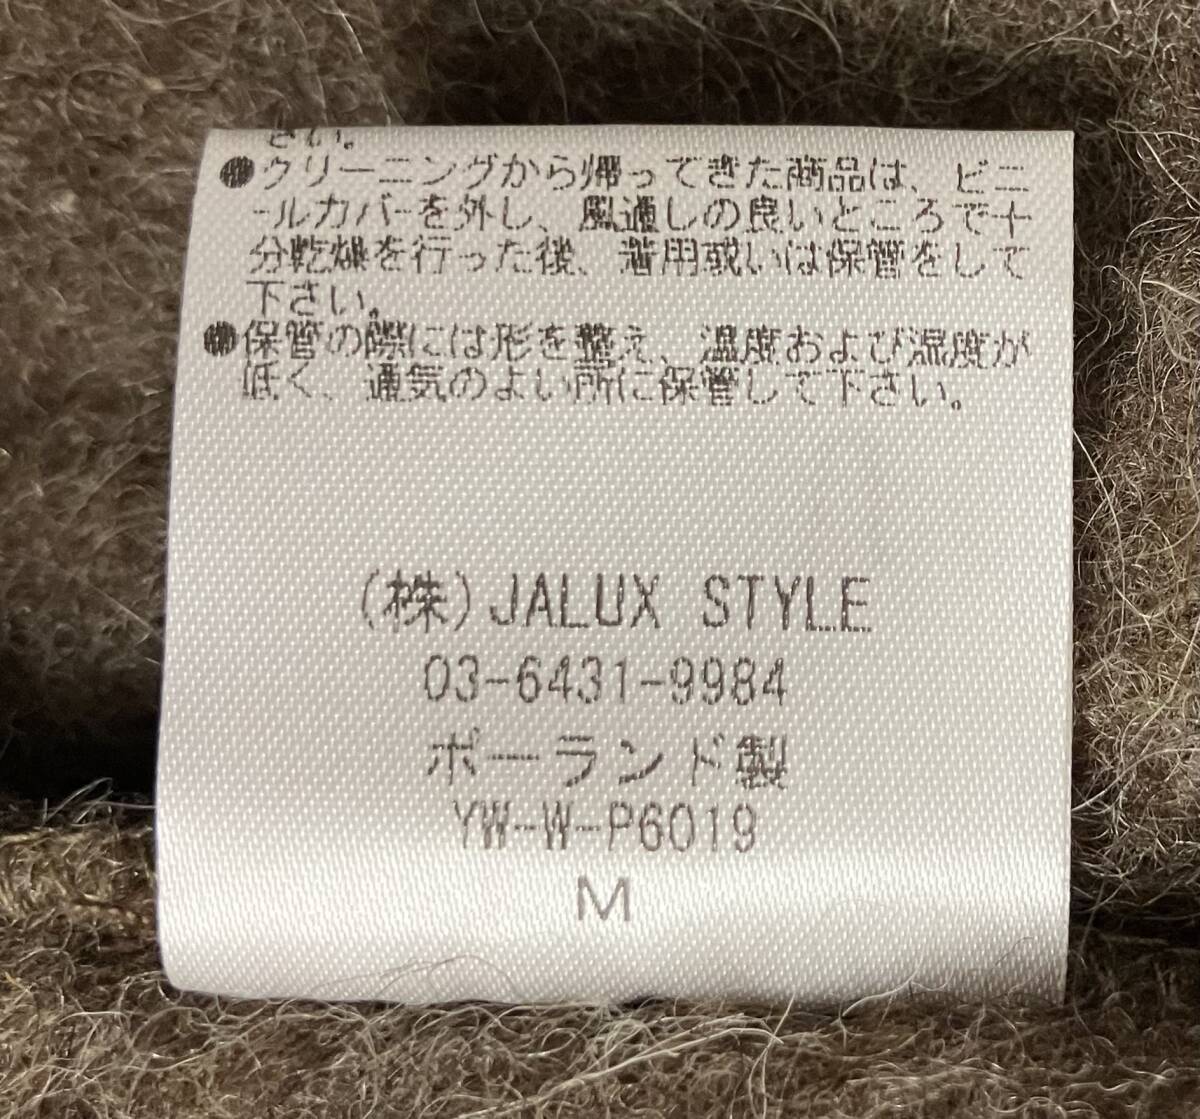 さい。
●クリーニングから帰ってきた商品は、ビニ
ールカバーを外し、風通しの良いところで十
分乾燥を行った後、着用或いは保管をして
下さい。
●保管の際には形を整え、温度および湿度が
低く、通気のよい所に保管して下さい。
(株)JALUX STYLE
03-6431-9984
ポーランド製
YW-W-P6019
M